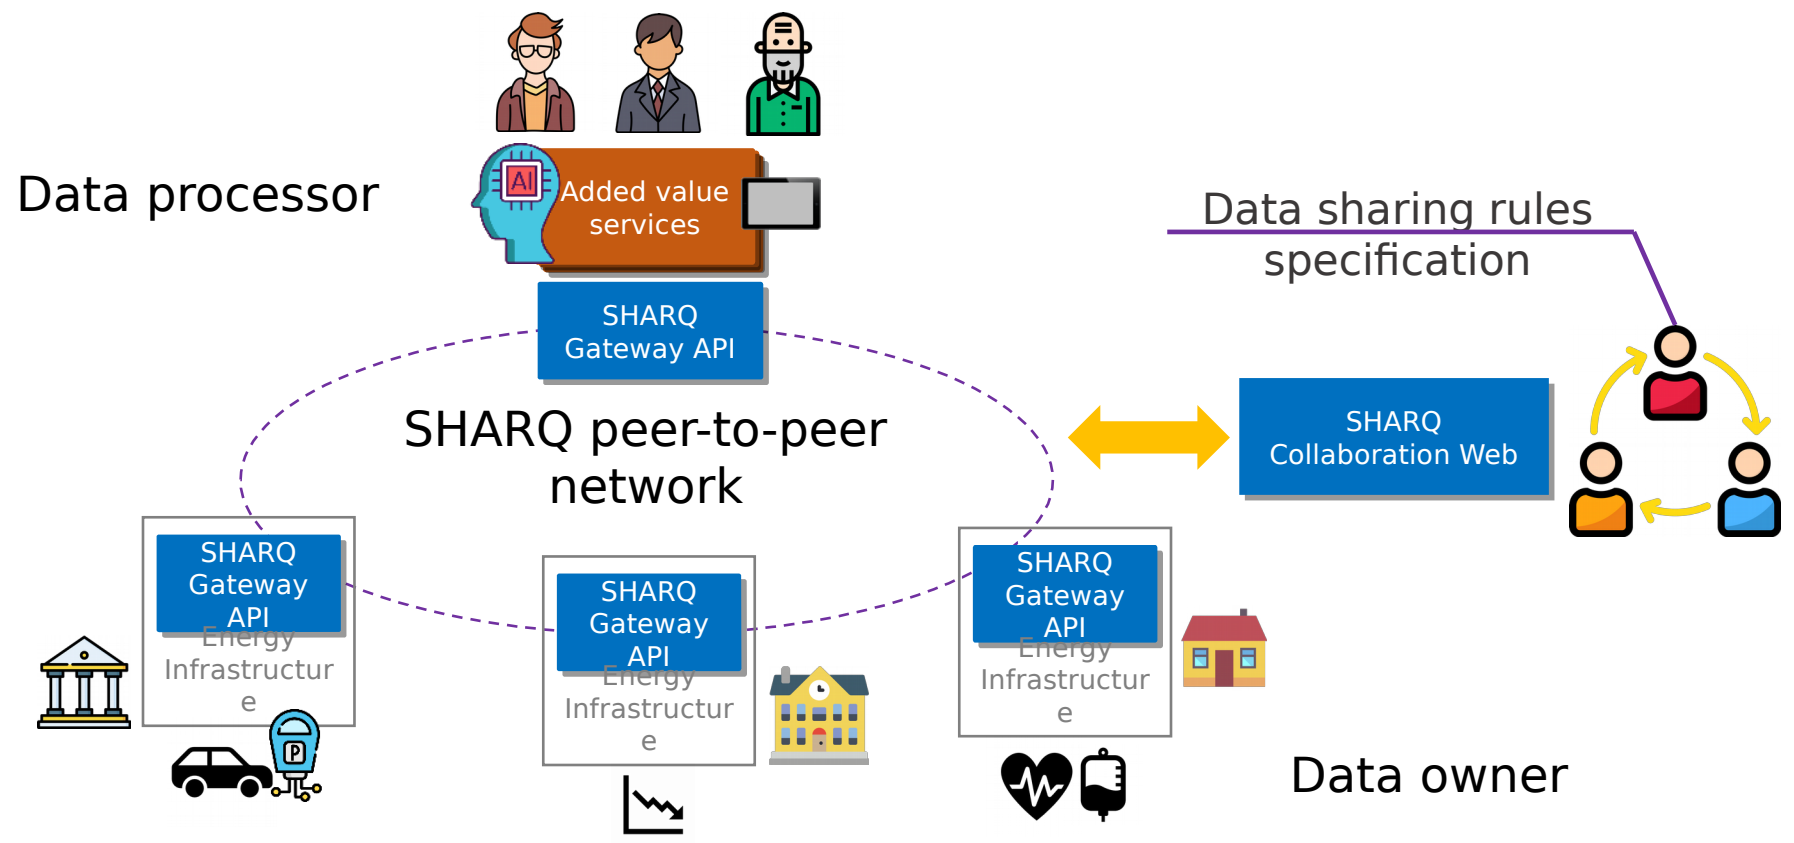 AI
Added value
services
Data processor
Data sharing rules
specification
SHARQ
Gateway API
SHARQ peer-to-peer
network
SHARQ
Collaboration Web
SHARQ
Gateway
API
Energy
Infrastructur
e
P
SHARQ
Gateway
API
Energy
Infrastructur
e
SHARQ
Gateway
API
Energy
Infrastructur
e
Data owner